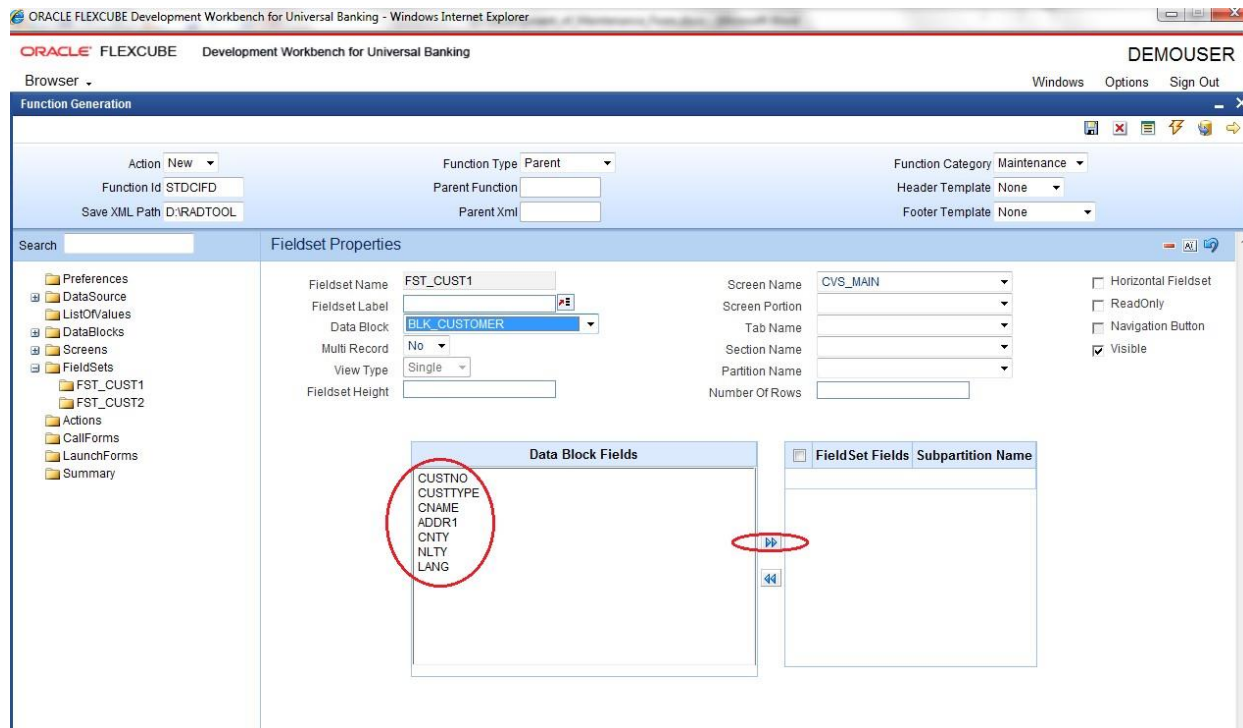 ORACLE FLEXCUBE Development Workbench for Universal Banking - Windows Internet Explorer
ORACLE FLEXCUBE Development Workbench for Universal Banking
DEMOUSER
Browser
Windows Options Sign Out
Function Generation
Action New Function Type Parent Function Category Maintenance
Function Id STDCIFD Parent Function Header Template None
Save XML Path D:\RADTOOL Parent Xml Footer Template None
Search
Fieldset Properties
Preferences
DataSource
ListOfValues
DataBlocks
Screens
FieldSets
FST_CUST1
FST_CUST2
Actions
CallForms
LaunchForms
Summary
Fieldset Name FST_CUST1 Screen Name CVS_MAIN Horizontal Fieldset
Fieldset Label Screen Portion ReadOnly
Data Block BLK_CUSTOMER Tab Name Navigation Button
Multi Record No Section Name Visible
View Type Single Partition Name
Fieldset Height Number Of Rows
Data Block Fields
CUSTNO
CUSTTYPE
CNAME
ADDR1
CNTY
NLTY
LANG
FieldSet Fields Subpartition Name